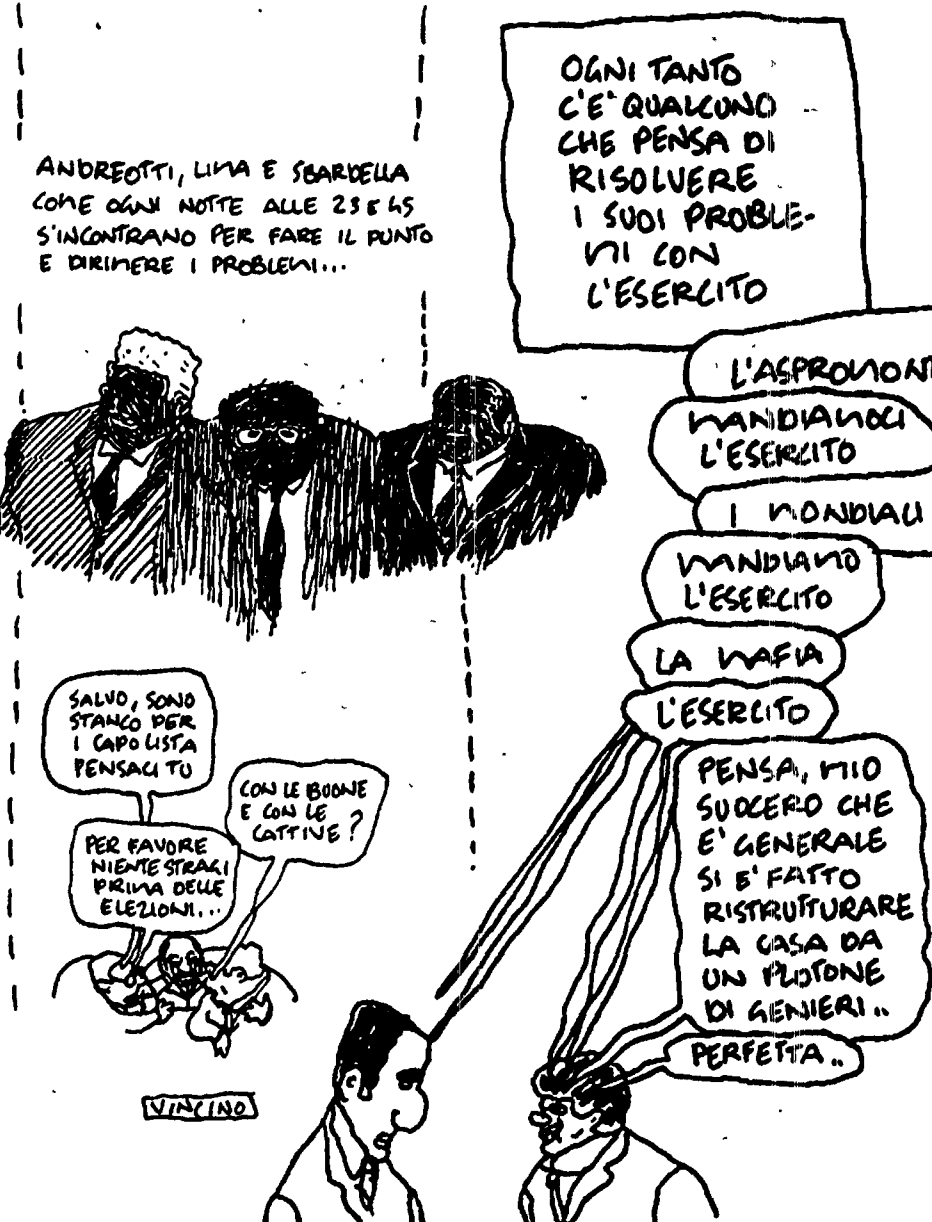 ANDREOTTI, LIMA E SBARDELLA
COME OGNI NOTTE ALLE 23 E 45
S'INCONTRANO PER FARE IL PUNTO
E DIRIMERE I PROBLEMI...
SALVO, SONO
STANCO PER
I CAPOLISTA
PENSACI TU
CON LE BUONE
E CON LE
CATTIVE?
PER FAVORE
NIENTE STRAGI
PRIMA DELLE
ELEZIONI...
VINCINO
OGNI TANTO
C'E' QUALCUNO
CHE PENSA DI
RISOLVERE
I SUOI PROBLE-
MI CON
L'ESERCITO
L'ASPROMONT
MANDIAMOCI
L'ESERCITO
I MONDIALI
MANDIAMO
L'ESERCITO
LA MAFIA
L'ESERCITO
PENSA, MIO
SUOCERO CHE
E' GENERALE
SI E' FATTO
RISTRUTTURARE
LA CASA DA
UN PLOTONE
DI GENIERI..
PERFETTA..